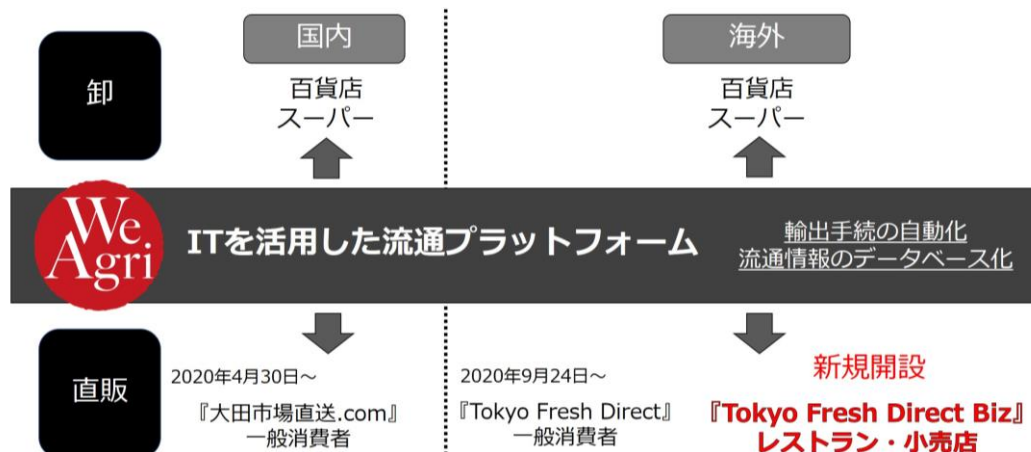 国内
海外
卸
百貨店
スーパー
百貨店
スーパー
We
Agri
ITを活用した流通プラットフォーム
輸出手続の自動化
流通情報のデータベース化
直販
2020年4月30日～
『大田市場直送.com』
一般消費者
2020年9月24日～
『Tokyo Fresh Direct』
一般消費者
新規開設
『Tokyo Fresh Direct Biz』
レストラン・小売店